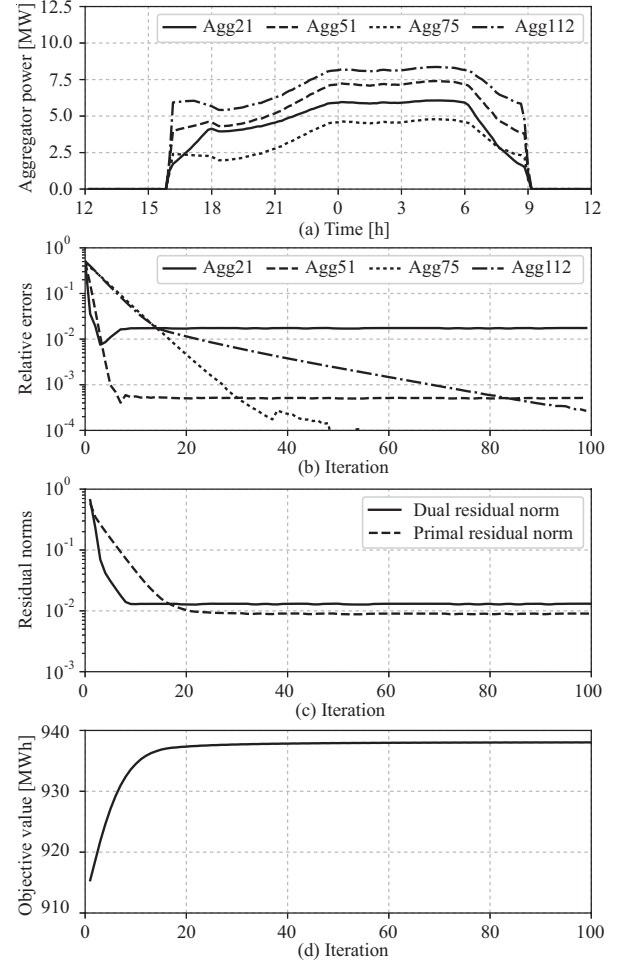 Aggregator power [MW]
12.5
10.0
7.5
5.0
2.5
0.0
Agg21 Agg51 Agg75 Agg112
12 15 18 21 0 3 6 9 12
(a) Time [h]
Relative errors
10^0
10^-1
10^-2
10^-3
10^-4
Agg21 Agg51 Agg75 Agg112
0 20 40 60 80 100
(b) Iteration
Residual norms
10^0
10^-1
10^-2
10^-3
Dual residual norm
Primal residual norm
0 20 40 60 80 100
(c) Iteration
Objective value [MWh]
940
930
920
910
0 20 40 60 80 100
(d) Iteration